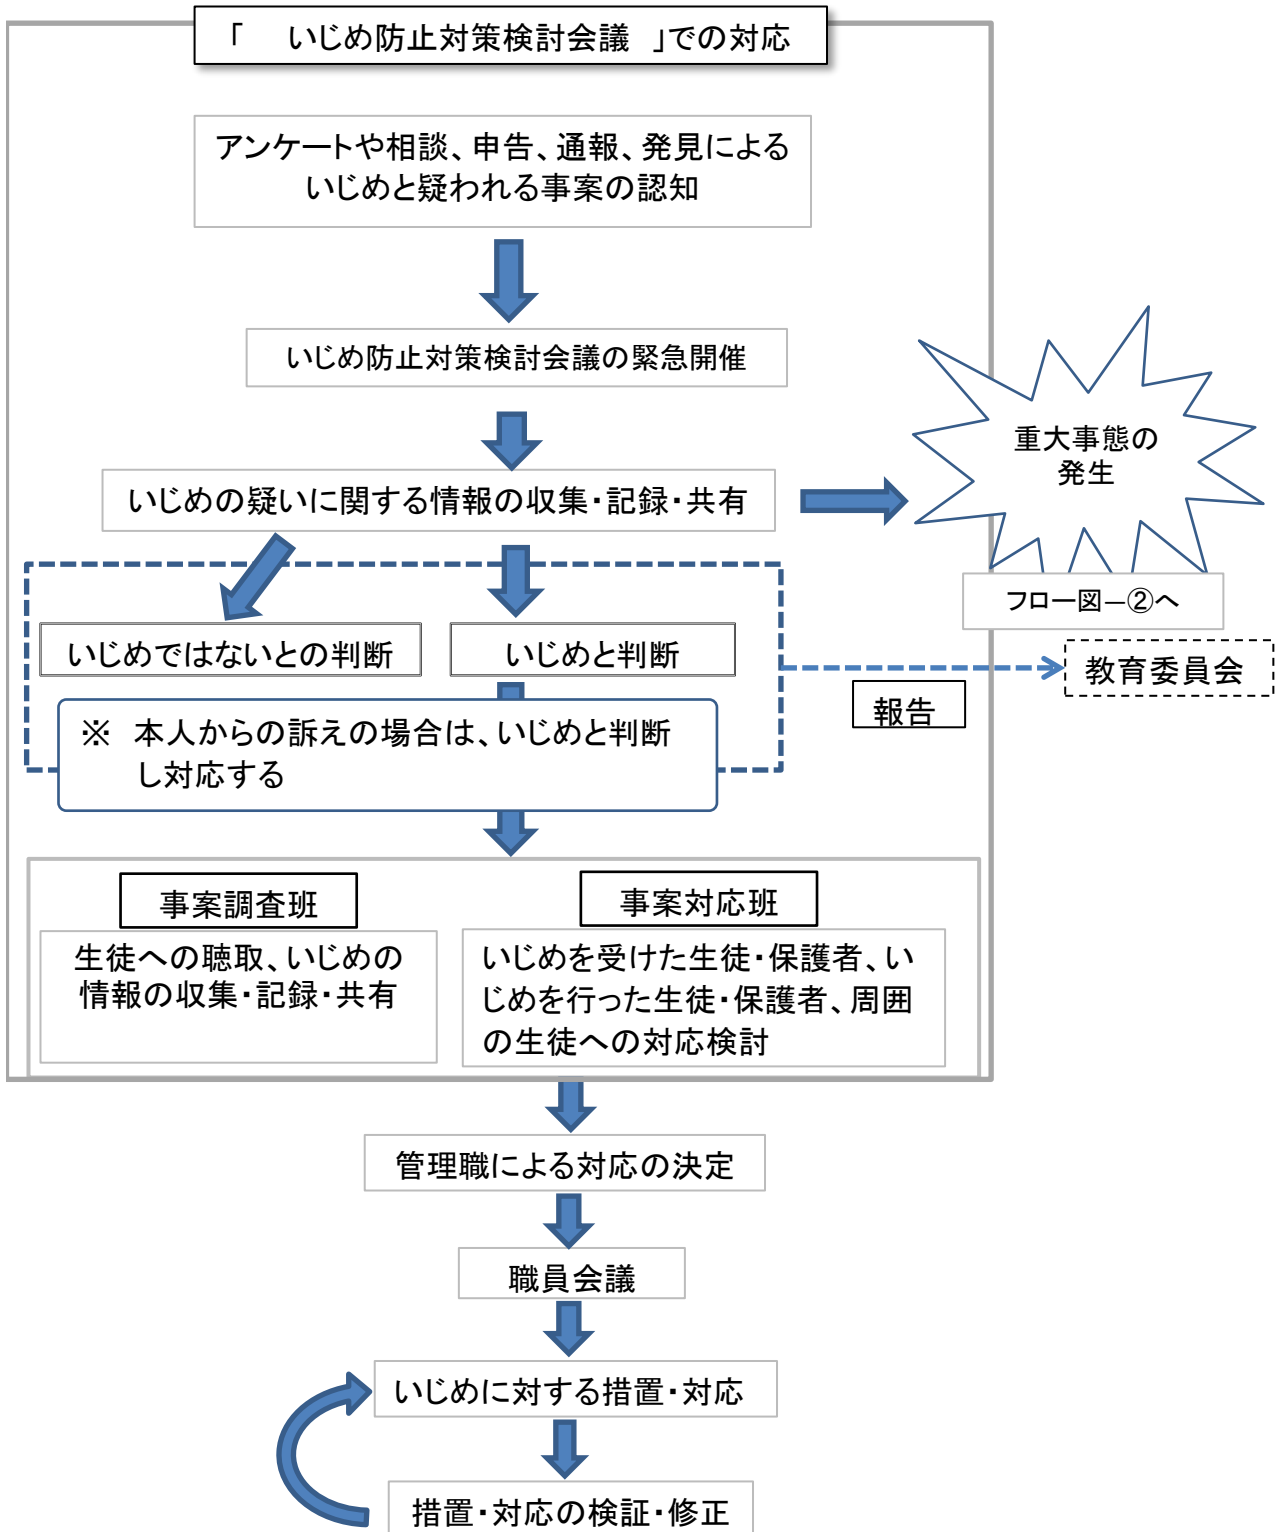 「　いじめ防止対策検討会議　」での対応
アンケートや相談、申告、通報、発見による
いじめと疑われる事案の認知
いじめ防止対策検討会議の緊急開催
重大事態の
発生
いじめの疑いに関する情報の収集・記録・共有
フロー図―②へ
いじめではないとの判断
いじめと判断
教育委員会
報告
※　本人からの訴えの場合は、いじめと判断
し対応する
事案調査班
生徒への聴取、いじめの
情報の収集・記録・共有
事案対応班
いじめを受けた生徒・保護者、い
じめを行った生徒・保護者、周囲
の生徒への対応検討
管理職による対応の決定
職員会議
いじめに対する措置・対応
措置・対応の検証・修正